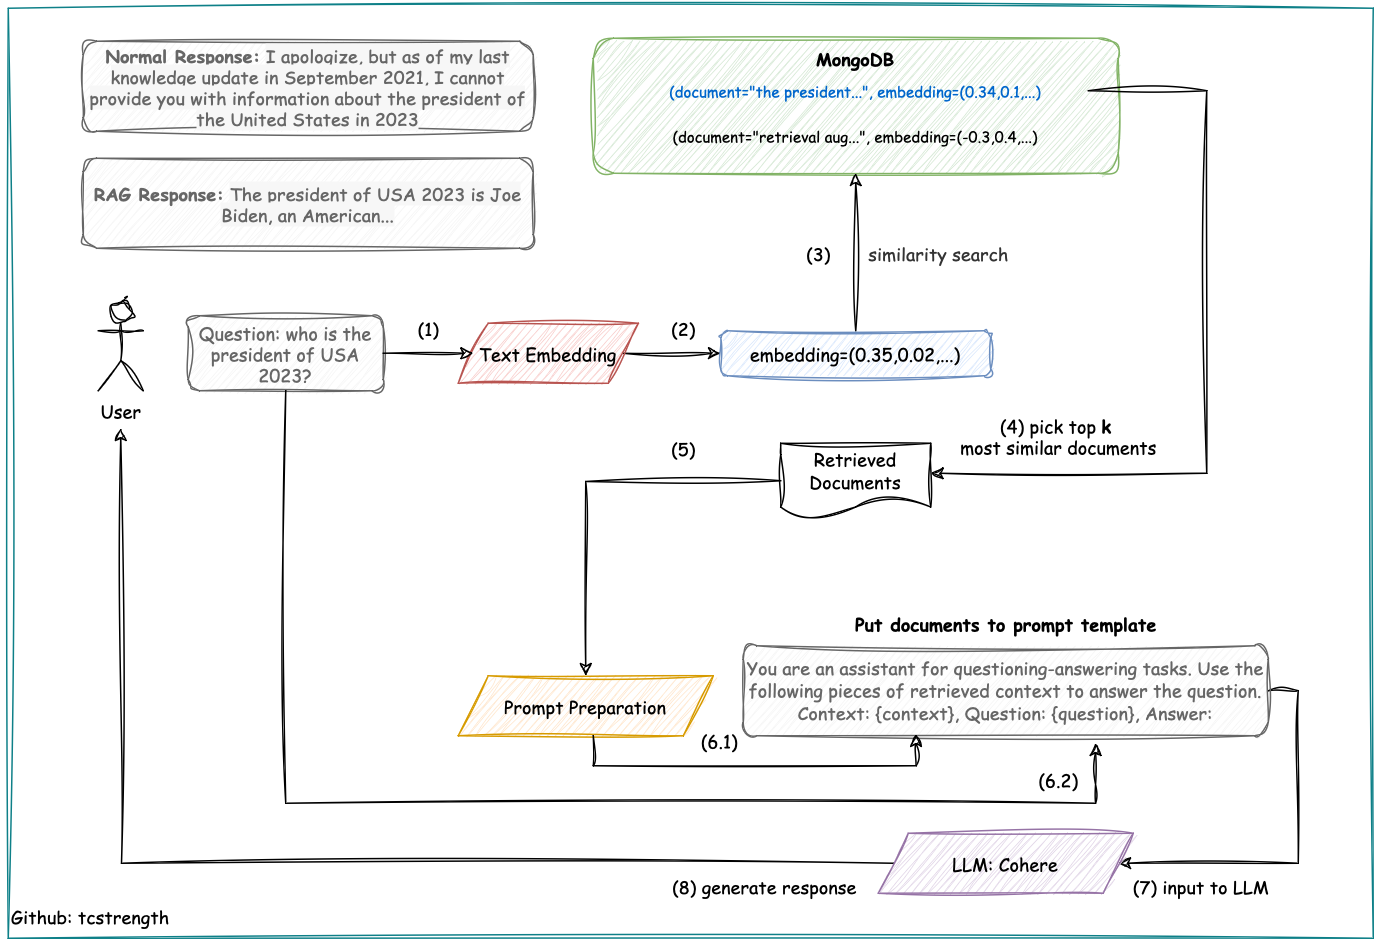 Normal Response: I apologize, but as of my last
knowledge update in September 2021, I cannot
provide you with information about the president of
the United States in 2023
RAG Response: The president of USA 2023 is Joe
Biden, an American...
MongoDB
(document="the president...", embedding=(0.34,0.1,...)
(document="retrieval aug...", embedding=(-0.3,0.4,...)
(3)
similarity search
User
Question: who is the
president of USA
2023?
(1)
Text Embedding
(2)
embedding=(0.35,0.02,...)
(4) pick top k
most similar documents
Retrieved
Documents
(5)
Prompt Preparation
Put documents to prompt template
You are an assistant for questioning-answering tasks. Use the
following pieces of retrieved context to answer the question.
Context: {context}, Question: {question}, Answer:
(6.1)
(6.2)
LLM: Cohere
(7) input to LLM
(8) generate response
Github: tcstrength